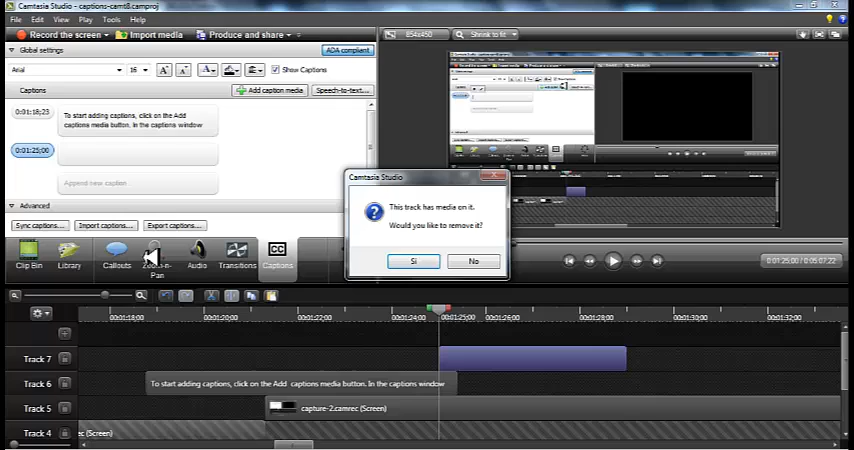 Camtasia Studio - captions-camt8.camproj
File Edit View Play Tools Help
Record the screen Import media Produce and share
854x450 Shrink to fit
Global settings ADA compliant
Arial 16 Show Captions
Captions Add caption media Speech-to-text...
0:01:18;23 To start adding captions, click on the Add
captions media button. In the captions window
0:01:25;00
Append new caption
Advanced
Sync captions... Import captions... Export captions...
Camtasia Studio
This track has media on it.
Would you like to remove it?
Si No
Clip Bin Library Callouts Zoom-n-
Pan Audio Transitions Captions
0:01:25;00 / 0:05:07;22
00:01:18;00 00:01:20;00 00:01:22;00 00:01:24;00 00:01:25;00 00:01:26;00 00:01:28;00 00:01:30;00 00:01:32;00
Track 7
Track 6 To start adding captions, click on the Add captions media button. In the captions window
Track 5 capture-2.camrec (Screen)
Track 4 ec (Screen)